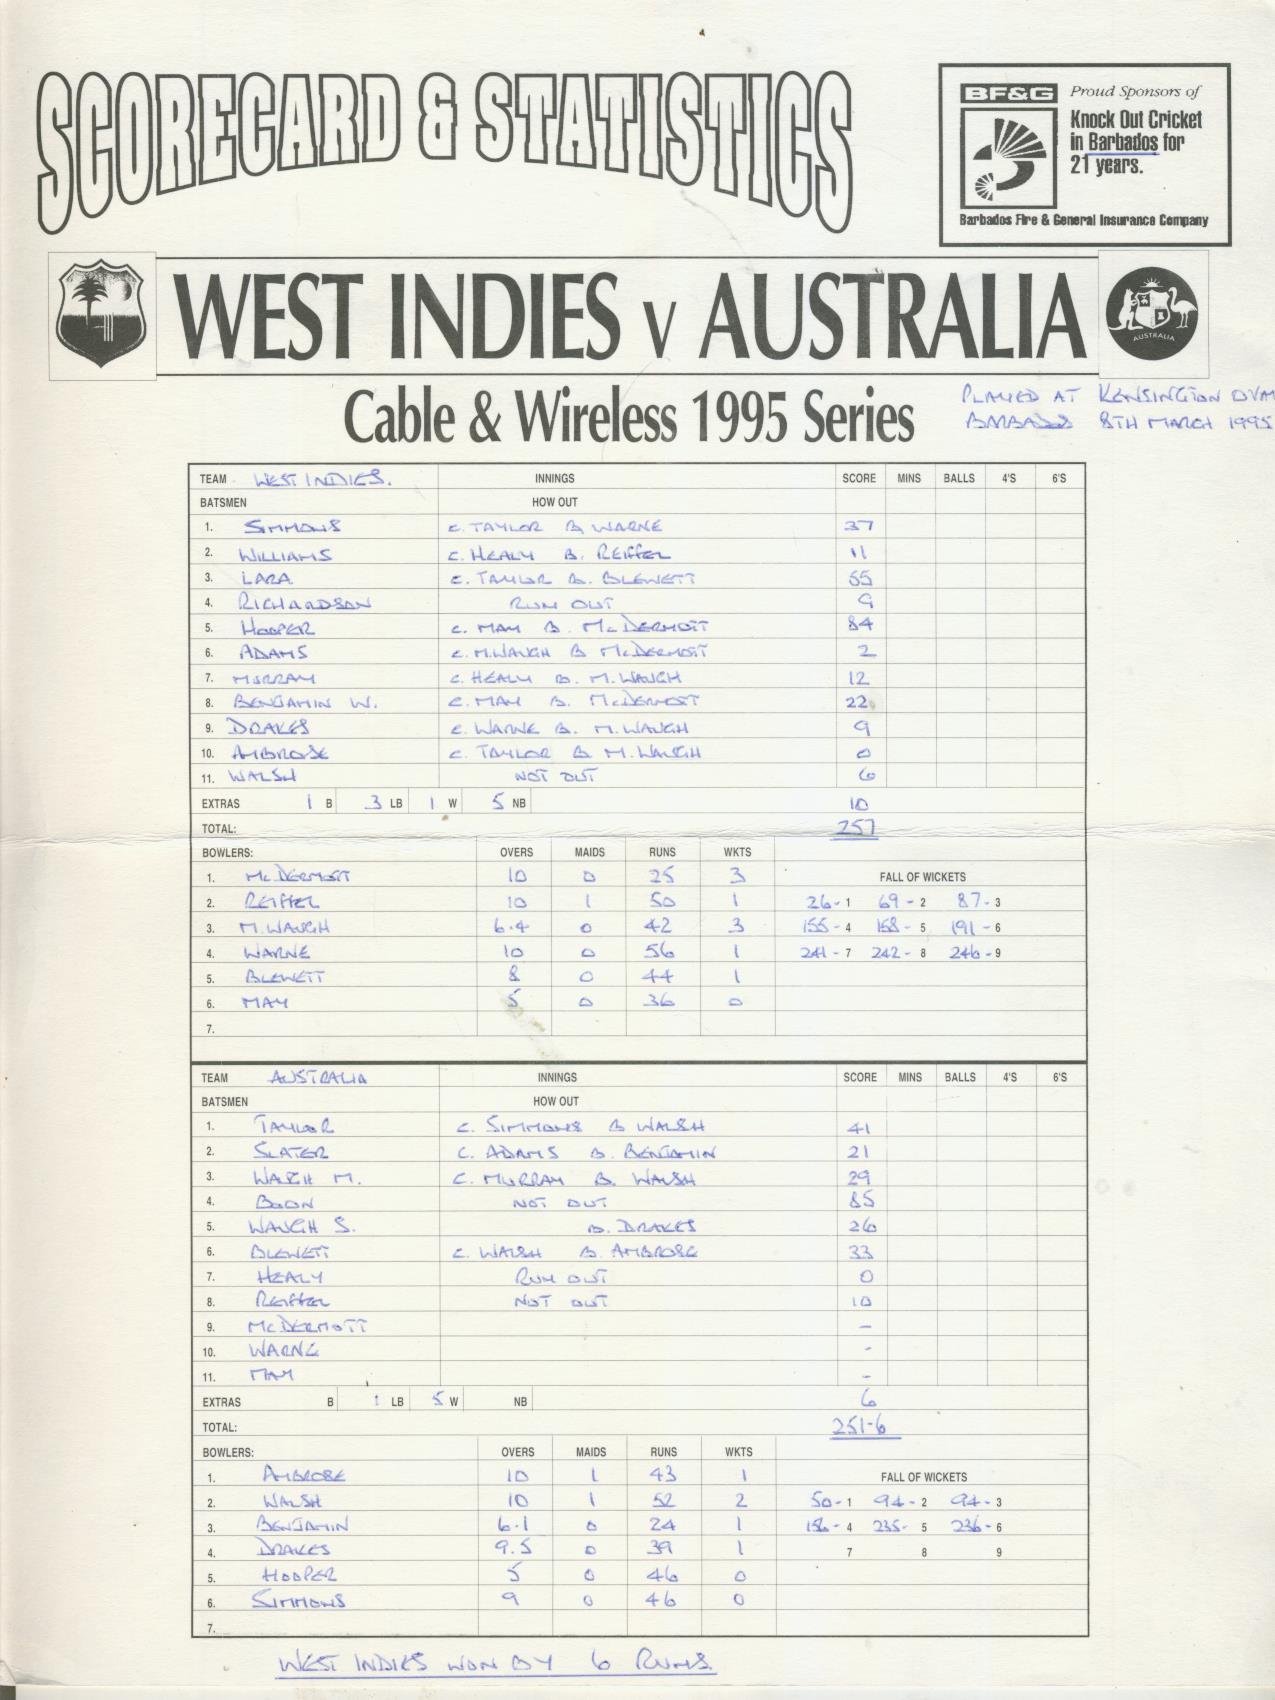 SCORECARD & STATISTICS
BF&G Proud Sponsors of
Knock Out Cricket
in Barbados for
21 years.
Barbados Fire & General Insurance Company
WEST INDIES v AUSTRALIA
AUSTRALIA
Cable & Wireless 1995 Series
PLAYED AT KENSINGTON OVAL
BARBADOS 8TH MARCH 1995
TEAM WEST INDIES. INNINGS SCORE MINS BALLS 4'S 6'S
BATSMEN HOW OUT
1. SIMMONS C. TAYLOR B. WARNE 37
2. WILLIAMS C. HEALY B. REIFFEL 11
3. LARA C. TAYLOR B. BLEWETT 55
4. RICHARDSON RUN OUT 9
5. HOOPER C. MAY B. McDERMOTT 84
6. ADAMS C. M.WAUGH B McDERMOTT 2
7. MURRAY C. HEALY B. M.WAUGH 12
8. BENJAMIN W. C. MAY B. McDERMOTT 22
9. DRAKES C. WARNE B. M.WAUGH 9
10. AMBROSE C. TAYLOR B M.WAUGH 0
11. WALSH NOT OUT 6
EXTRAS 1 B 3 LB 1 W 5 NB 10
TOTAL: 257
BOWLERS: OVERS MAIDS RUNS WKTS
1. McDERMOTT 10 0 25 3 FALL OF WICKETS
2. REIFFEL 10 1 50 1 26-1 69-2 87-3
3. M.WAUGH 6.4 0 42 3 155-4 158-5 191-6
4. WARNE 10 0 56 1 241-7 242-8 246-9
5. BLEWETT 8 0 44 1
6. MAY 5 0 36 0
7.
TEAM AUSTRALIA INNINGS SCORE MINS BALLS 4'S 6'S
BATSMEN HOW OUT
1. TAYLOR C. SIMMONS B WALSH 41
2. SLATER C. ADAMS B. BENJAMIN 21
3. WAUGH M. C. MURRAY B. WALSH 29
4. BOON NOT OUT 85
5. WAUGH S. B. DRAKES 26
6. BLEWETT C. WALSH B. AMBROSE 33
7. HEALY RUN OUT 0
8. REIFFEL NOT OUT 10
9. McDERMOTT -
10. WARNE -
11. MAY -
EXTRAS B 1 LB 5 W NB 6
TOTAL: 251-6
BOWLERS: OVERS MAIDS RUNS WKTS
1. AMBROSE 10 1 43 1 FALL OF WICKETS
2. WALSH 10 1 52 2 50-1 94-2 94-3
3. BENJAMIN 6.1 0 24 1 156-4 235-5 236-6
4. DRAKES 9.5 0 39 1 7 8 9
5. HOOPER 5 0 46 0
6. SIMMONS 9 0 46 0
7.
WEST INDIES WON BY 6 RUNS.